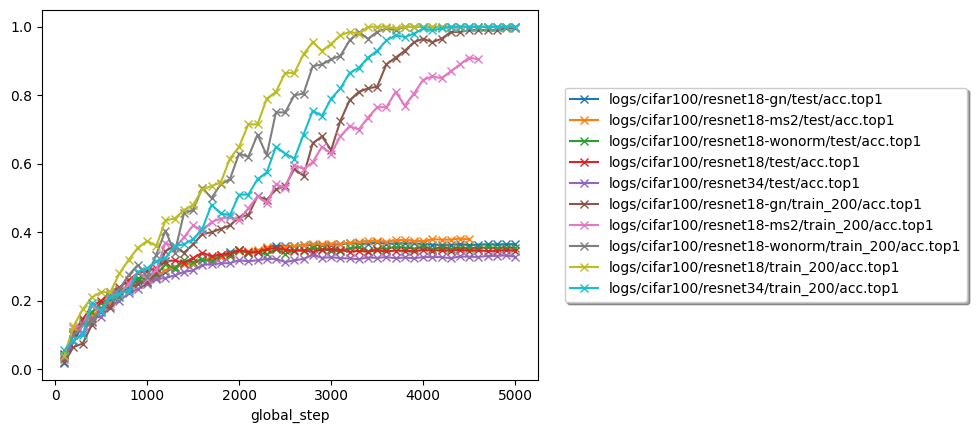 1.0
0.8
0.6
0.4
0.2
0.0
0 1000 2000 3000 4000 5000
global_step
logs/cifar100/resnet18-gn/test/acc.top1
logs/cifar100/resnet18-ms2/test/acc.top1
logs/cifar100/resnet18-wonorm/test/acc.top1
logs/cifar100/resnet18/test/acc.top1
logs/cifar100/resnet34/test/acc.top1
logs/cifar100/resnet18-gn/train_200/acc.top1
logs/cifar100/resnet18-ms2/train_200/acc.top1
logs/cifar100/resnet18-wonorm/train_200/acc.top1
logs/cifar100/resnet18/train_200/acc.top1
logs/cifar100/resnet34/train_200/acc.top1